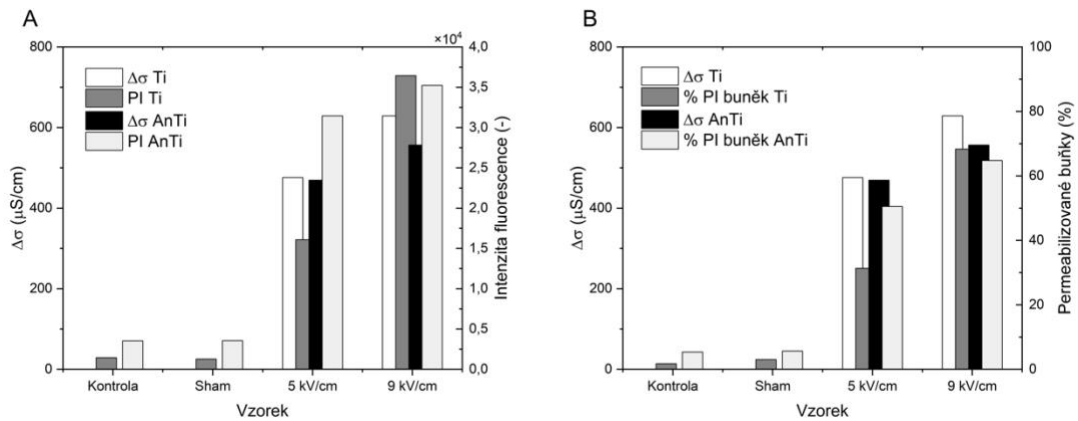 A
×10⁴
800
600
400
200
0
Δσ (μS/cm)
Δσ Ti
PI Ti
Δσ AnTi
PI AnTi
4,0
3,5
3,0
2,5
2,0
1,5
1,0
0,5
0,0
Intenzita fluorescence (-)
Kontrola Sham 5 kV/cm 9 kV/cm
Vzorek
B
800
600
400
200
0
Δσ (μS/cm)
Δσ Ti
% PI buněk Ti
Δσ AnTi
% PI buněk AnTi
100
80
60
40
20
0
Permeabilizované buňky (%)
Kontrola Sham 5 kV/cm 9 kV/cm
Vzorek